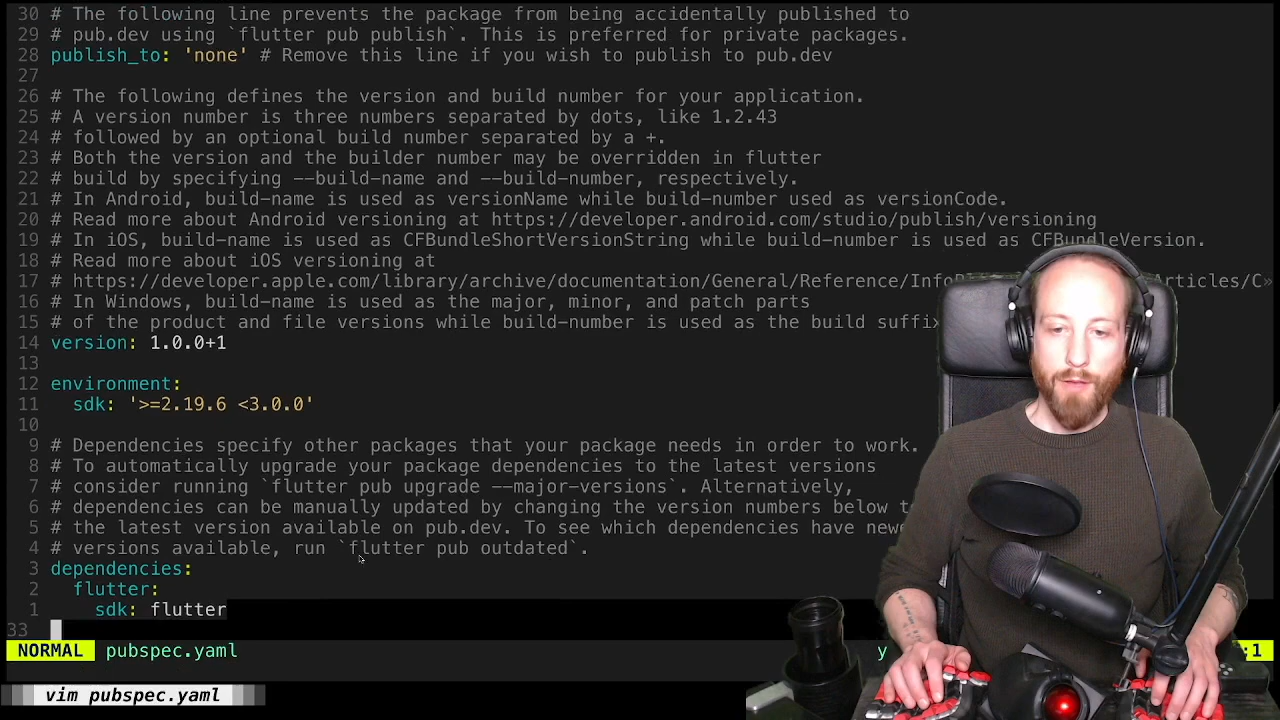 30 # The following line prevents the package from being accidentally published to
29 # pub.dev using `flutter pub publish`. This is preferred for private packages.
28 publish_to: 'none' # Remove this line if you wish to publish to pub.dev
27
26 # The following defines the version and build number for your application.
25 # A version number is three numbers separated by dots, like 1.2.43
24 # followed by an optional build number separated by a +.
23 # Both the version and the builder number may be overridden in flutter
22 # build by specifying --build-name and --build-number, respectively.
21 # In Android, build-name is used as versionName while build-number used as versionCode.
20 # Read more about Android versioning at https://developer.android.com/studio/publish/versioning
19 # In iOS, build-name is used as CFBundleShortVersionString while build-number is used as CFBundleVersion.
18 # Read more about iOS versioning at
17 # https://developer.apple.com/library/archive/documentation/General/Reference/Info Articles/C»
16 # In Windows, build-name is used as the major, minor, and patch parts
15 # of the product and file versions while build-number is used as the build suffix
14 version: 1.0.0+1
13
12 environment:
11 sdk: '>=2.19.6 <3.0.0'
10
9 # Dependencies specify other packages that your package needs in order to work.
8 # To automatically upgrade your package dependencies to the latest versions
7 # consider running `flutter pub upgrade --major-versions`. Alternatively,
6 # dependencies can be manually updated by changing the version numbers below to
5 # the latest version available on pub.dev. To see which dependencies have newe
4 # versions available, run `flutter pub outdated`.
3 dependencies:
2 flutter:
1 sdk: flutter
33
NORMAL pubspec.yaml y :1
vim pubspec.yaml